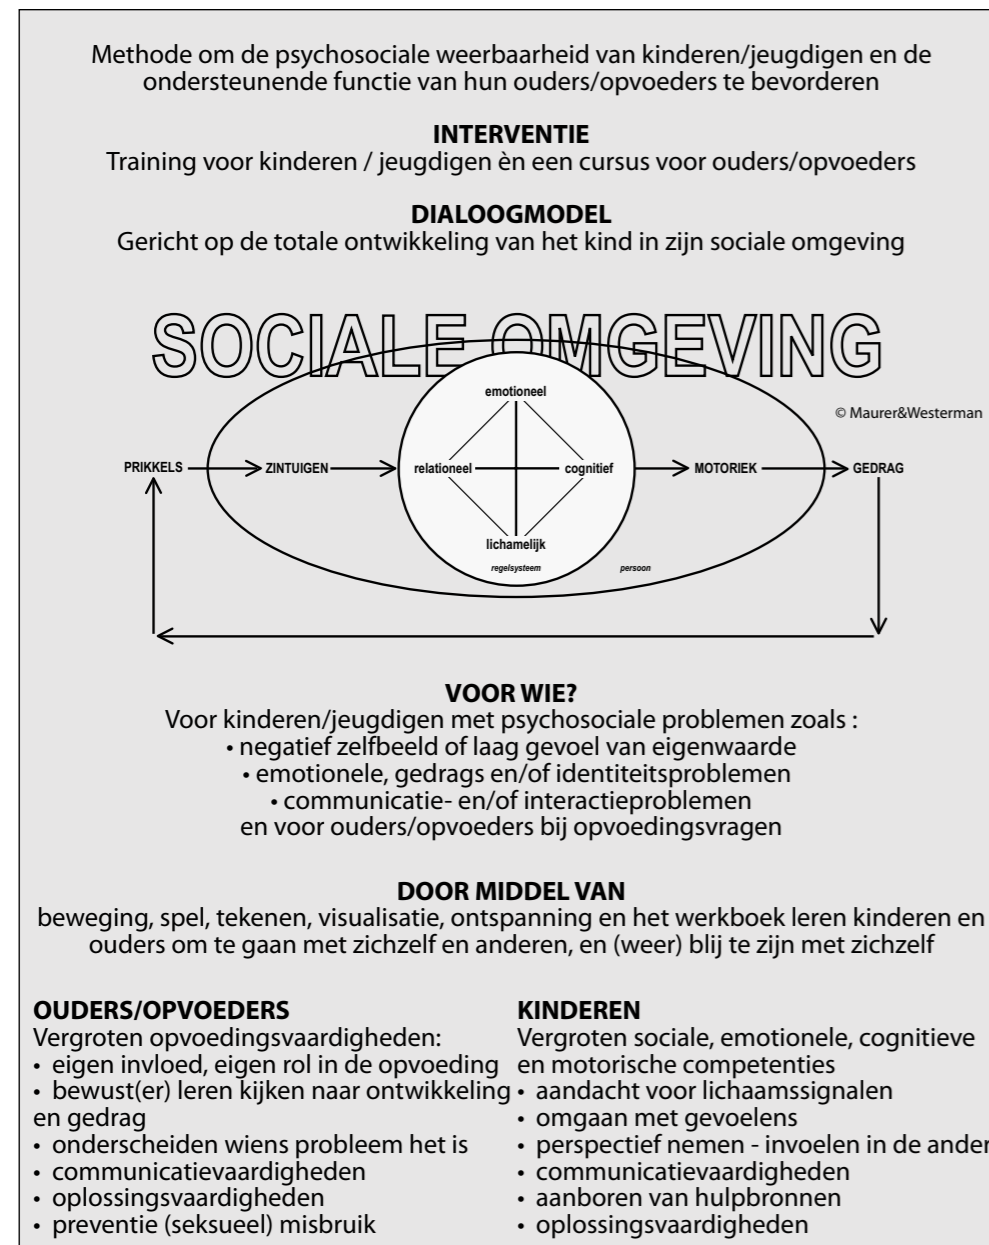 Methode om de psychosociale weerbaarheid van kinderen/jeugdigen en de
ondersteunende functie van hun ouders/opvoeders te bevorderen
INTERVENTIE
Training voor kinderen / jeugdigen èn een cursus voor ouders/opvoeders
DIALOOGMODEL
Gericht op de totale ontwikkeling van het kind in zijn sociale omgeving
SOCIALE OMGEVING
emotioneel
© Maurer&Westerman
PRIKKELS
ZINTUIGEN
relationeel
cognitief
MOTORIEK
GEDRAG
lichamelijk
regelsysteem
persoon
VOOR WIE?
Voor kinderen/jeugdigen met psychosociale problemen zoals :
• negatief zelfbeeld of laag gevoel van eigenwaarde
• emotionele, gedrags en/of identiteitsproblemen
• communicatie- en/of interactieproblemen
en voor ouders/opvoeders bij opvoedingsvragen
DOOR MIDDEL VAN
beweging, spel, tekenen, visualisatie, ontspanning en het werkboek leren kinderen en
ouders om te gaan met zichzelf en anderen, en (weer) blij te zijn met zichzelf
OUDERS/OPVOEDERS
Vergroten opvoedingsvaardigheden:
• eigen invloed, eigen rol in de opvoeding
• bewust(er) leren kijken naar ontwikkeling
en gedrag
• onderscheiden wiens probleem het is
• communicatievaardigheden
• oplossingsvaardigheden
• preventie (seksueel) misbruik
KINDEREN
Vergroten sociale, emotionele, cognitieve
en motorische competenties
• aandacht voor lichaamssignalen
• omgaan met gevoelens
• perspectief nemen - invoelen in de ander
• communicatievaardigheden
• aanboren van hulpbronnen
• oplossingsvaardigheden